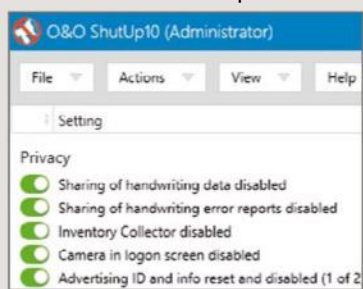 O&O ShutUp10 (Administrator)
File Actions View Help
Setting
Privacy
Sharing of handwriting data disabled
Sharing of handwriting error reports disabled
Inventory Collector disabled
Camera in logon screen disabled
Advertising ID and info reset and disabled (1 of 2